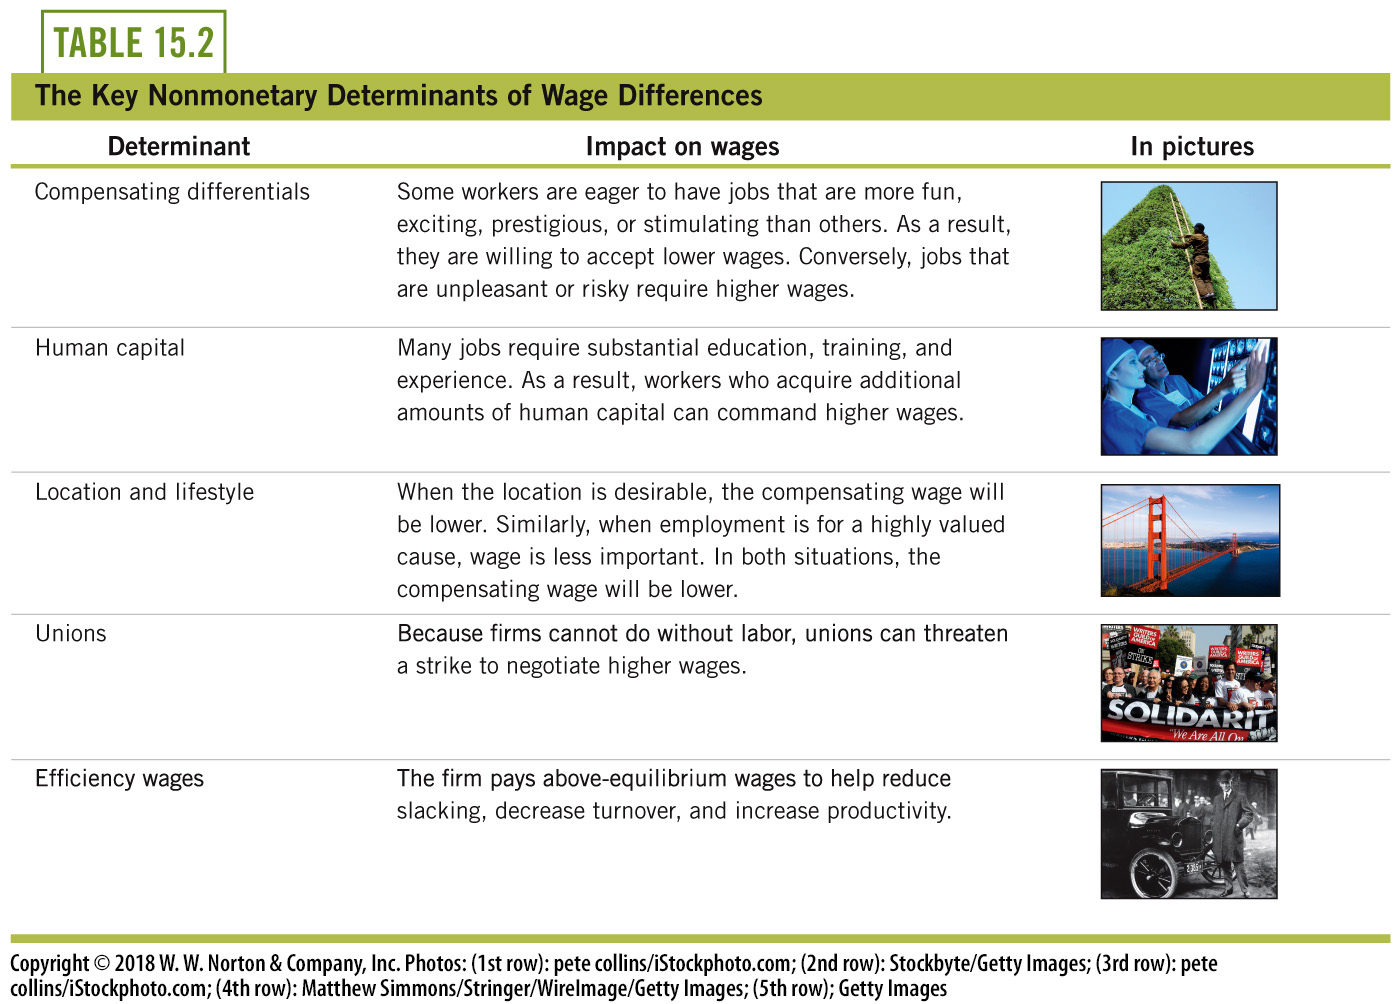 TABLE 15.2
The Key Nonmonetary Determinants of Wage Differences
Determinant
Impact on wages
In pictures
Compensating differentials
Some workers are eager to have jobs that are more fun,
exciting, prestigious, or stimulating than others. As a result,
they are willing to accept lower wages. Conversely, jobs that
are unpleasant or risky require higher wages.
Human capital
Many jobs require substantial education, training, and
experience. As a result, workers who acquire additional
amounts of human capital can command higher wages.
Location and lifestyle
When the location is desirable, the compensating wage will
be lower. Similarly, when employment is for a highly valued
cause, wage is less important. In both situations, the
compensating wage will be lower.
Unions
Because firms cannot do without labor, unions can threaten
a strike to negotiate higher wages.
WRITERS
GUILD OF
AMERICA
ON
STRIKE
WRITERS
GUILD OF
AMERICA
SOLIDARIT
"We Are All On
Efficiency wages
The firm pays above-equilibrium wages to help reduce
slacking, decrease turnover, and increase productivity.
Copyright © 2018 W. W. Norton & Company, Inc. Photos: (1st row): pete collins/iStockphoto.com; (2nd row): Stockbyte/Getty Images; (3rd row): pete
collins/iStockphoto.com; (4th row): Matthew Simmons/Stringer/WireImage/Getty Images; (5th row); Getty Images